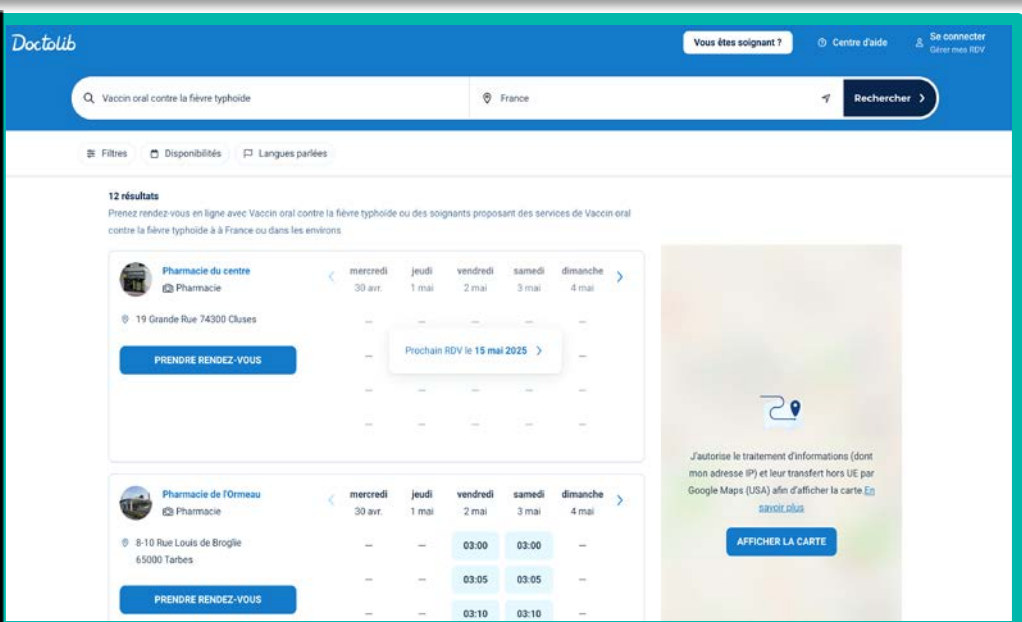 Doctolib
Vous êtes soignant ?
Centre d'aide
Se connecter
Gérer mes RDV
Vaccin oral contre la fièvre typhoïde
France
Rechercher
Filtres
Disponibilités
Langues parlées
12 résultats
Prenez rendez-vous en ligne avec Vaccin oral contre la fièvre typhoïde ou des soignants proposant des services de Vaccin oral
contre la fièvre typhoïde à à France ou dans les environs
Pharmacie du centre
Pharmacie
19 Grande Rue 74300 Cluses
PRENDRE RENDEZ-VOUS
mercredi jeudi vendredi samedi dimanche
30 avr. 1 mai 2 mai 3 mai 4 mai
— — — — —
Prochain RDV le 15 mai 2025
— —
— — — — —
— — — — —
Pharmacie de l'Ormeau
Pharmacie
8-10 Rue Louis de Broglie
65000 Tarbes
PRENDRE RENDEZ-VOUS
mercredi jeudi vendredi samedi dimanche
30 avr. 1 mai 2 mai 3 mai 4 mai
— — 03:00 03:00 —
— — 03:05 03:05 —
— — 03:10 03:10 —
J'autorise le traitement d'informations (dont
mon adresse IP) et leur transfert hors UE par
Google Maps (USA) afin d'afficher la carte.En
savoir plus
AFFICHER LA CARTE